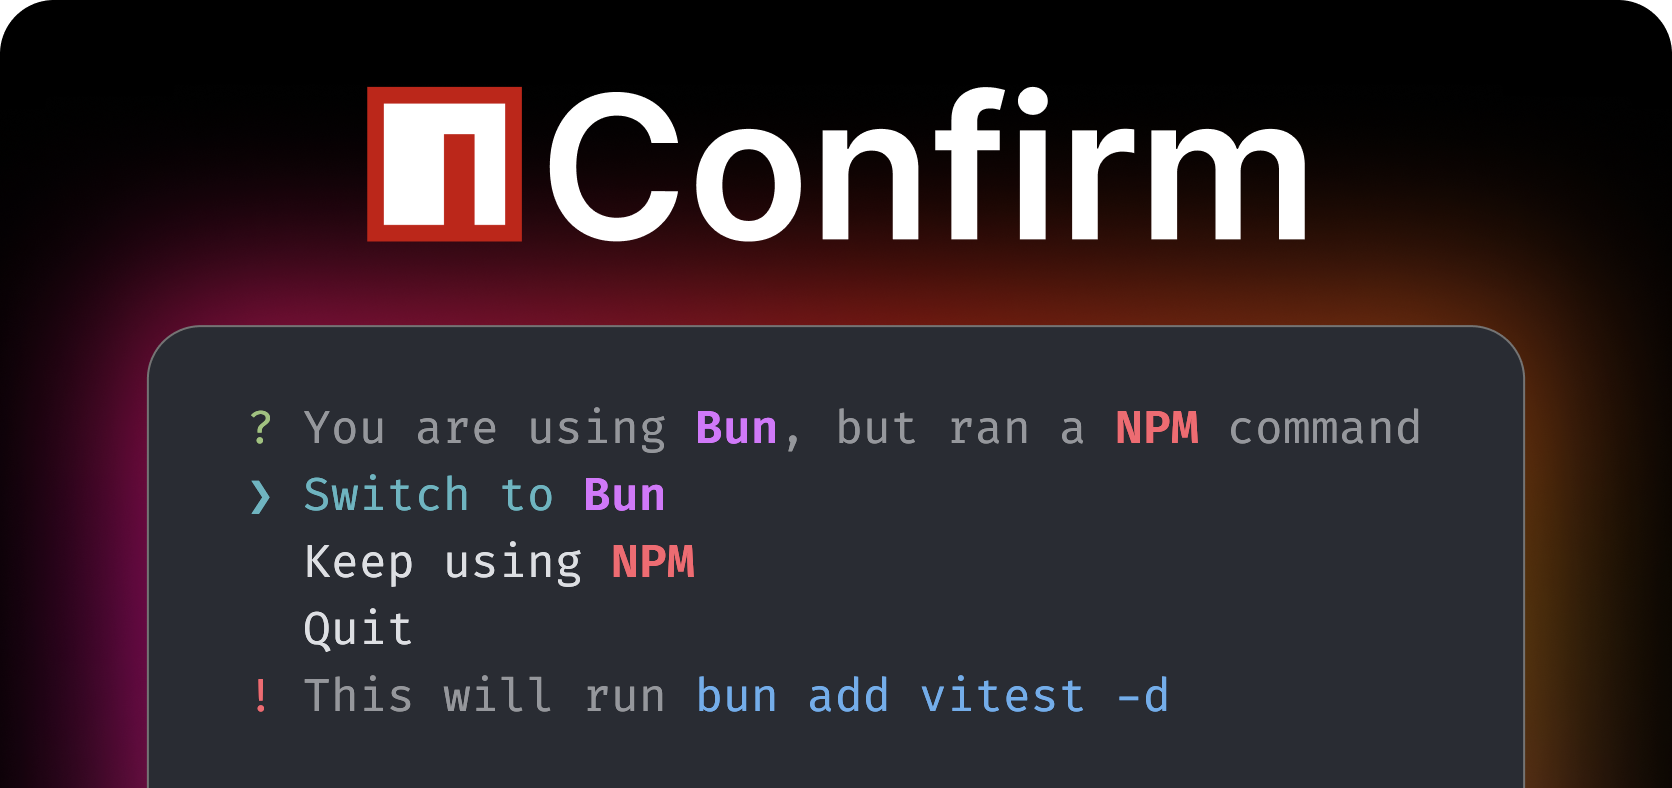 Confirm
? You are using Bun, but ran a NPM command
❯ Switch to Bun
Keep using NPM
Quit
! This will run bun add vitest -d